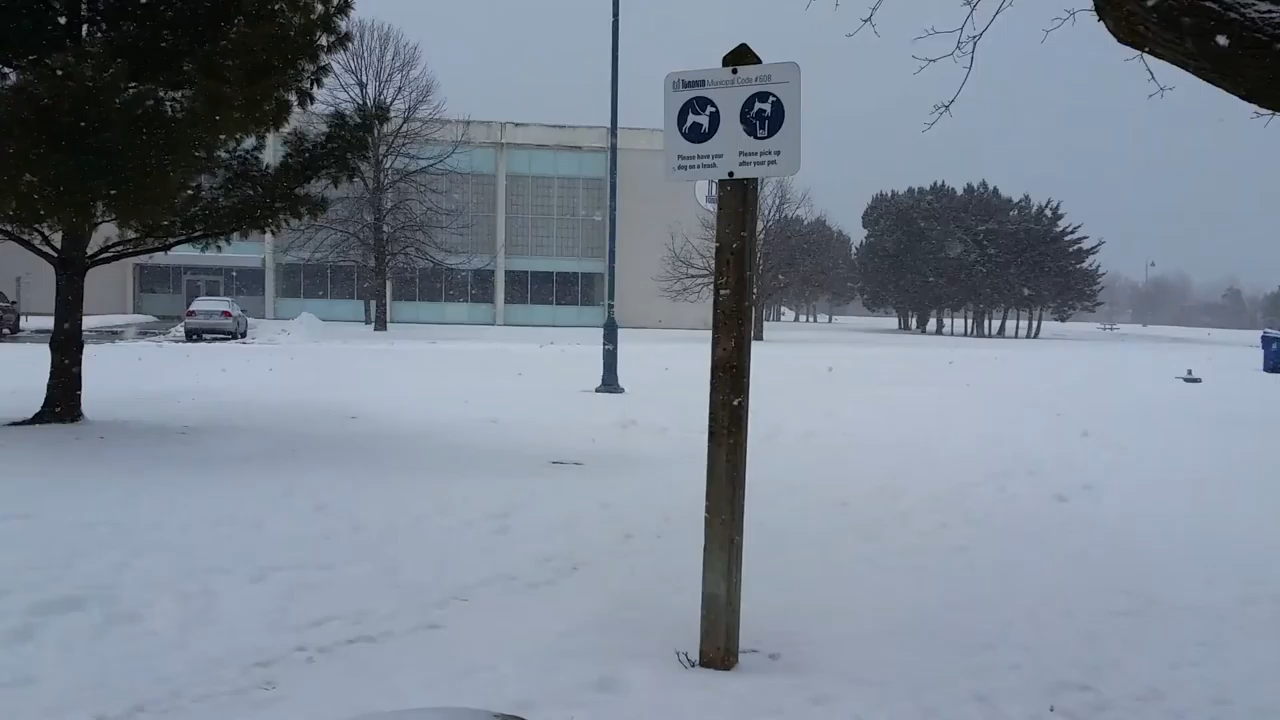 TORONTO Municipal Code #608
Please have your
dog on a leash.
Please pick up
after your pet.